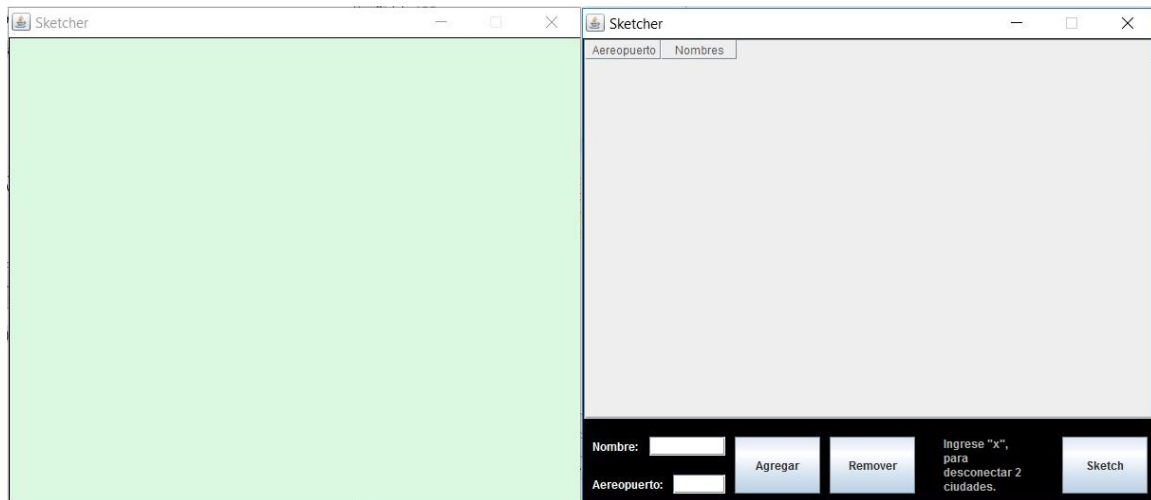 Sketcher
Sketcher
Aereopuerto Nombres
Nombre:
Aereopuerto:
Agregar
Remover
Ingrese "x",
para
desconectar 2
ciudades.
Sketch